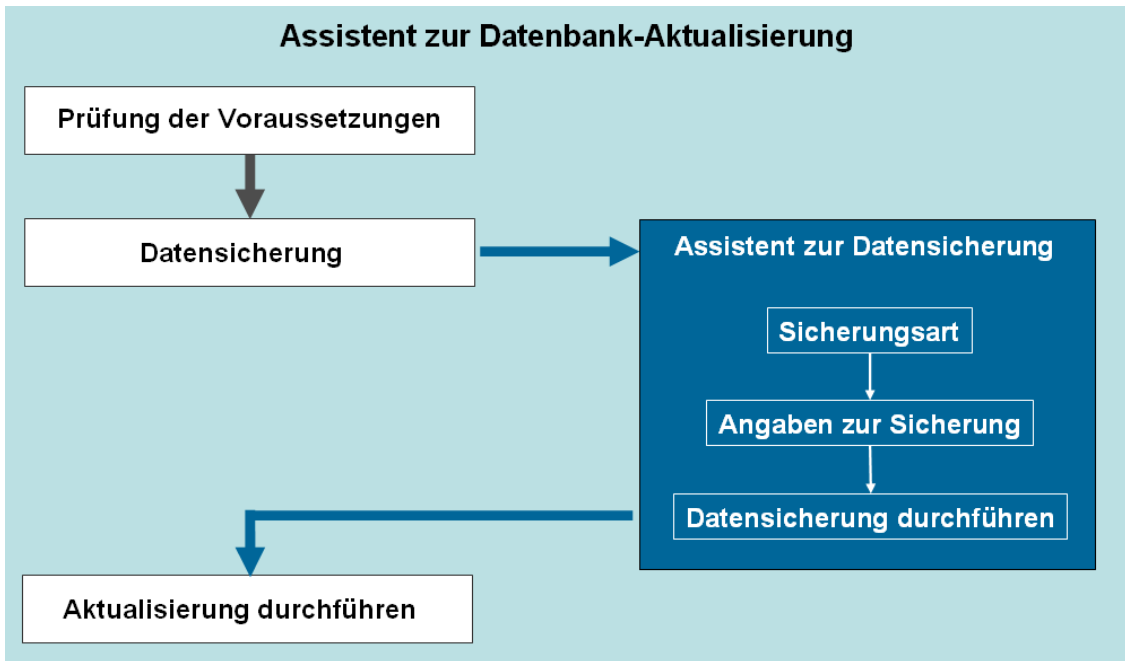 Assistent zur Datenbank-Aktualisierung
Prüfung der Voraussetzungen
Datensicherung
Assistent zur Datensicherung
Sicherungsart
Angaben zur Sicherung
Datensicherung durchführen
Aktualisierung durchführen